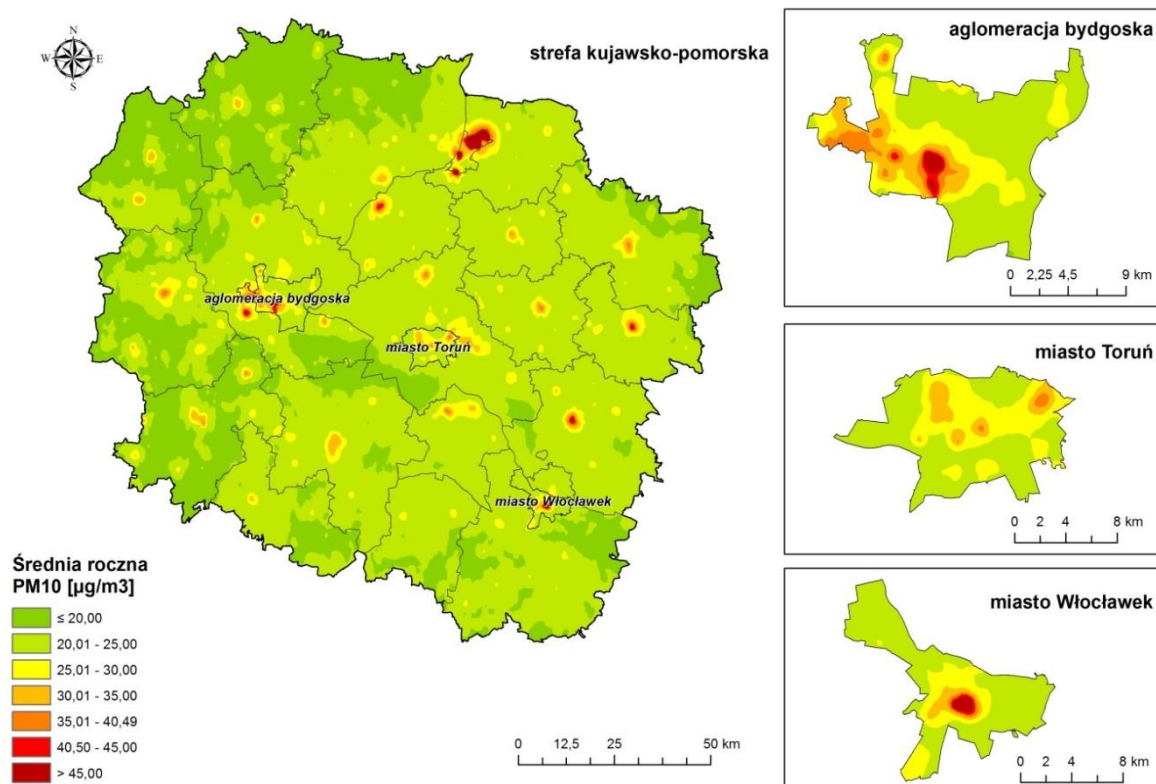 N
W E
S
strefa kujawsko-pomorska
aglomeracja bydgoska
miasto Toruń
miasto Włocławek
Średnia roczna
PM10 [µg/m3]
≤ 20,00
20,01 - 25,00
25,01 - 30,00
30,01 - 35,00
35,01 - 40,49
40,50 - 45,00
> 45,00
0 12,5 25 50 km
aglomeracja bydgoska
0 2,25 4,5 9 km
miasto Toruń
0 2 4 8 km
miasto Włocławek
0 2 4 8 km